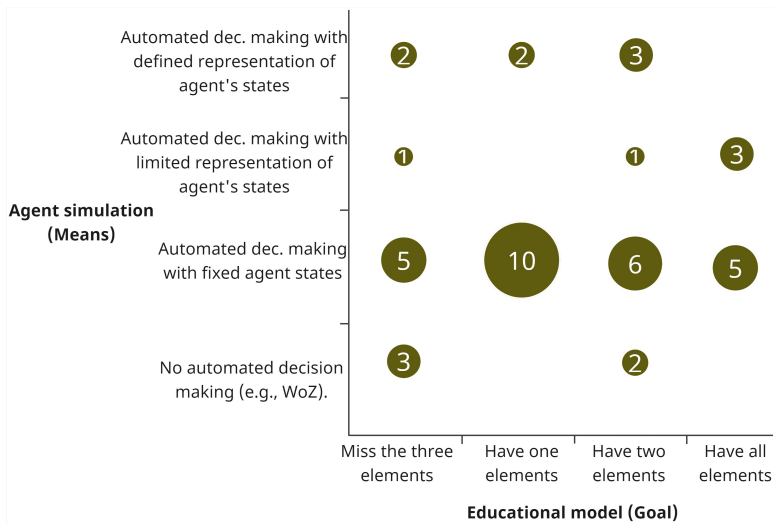 Automated dec. making with
defined representation of
agent's states
2
2
3
Automated dec. making with
limited representation of
agent's states
1
1
3
Agent simulation
(Means)
Automated dec. making
with fixed agent states
5
10
6
5
No automated decision
making (e.g., WoZ).
3
2
Miss the three
elements
Have one
elements
Have two
elements
Have all
elements
Educational model (Goal)